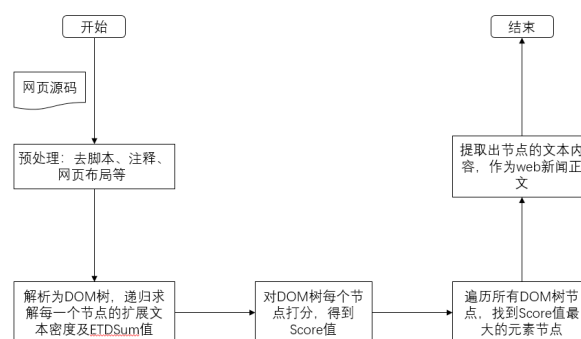 开始
网页源码
预处理：去脚本、注释、
网页布局等
解析为DOM树，递归求
解每一个节点的扩展文
本密度及ETDSum值
对DOM树每个节
点打分，得到
Score值
遍历所有DOM树节
点，找到Score值最
大的元素节点
提取出节点的文本内
容，作为web新闻正
文
结束